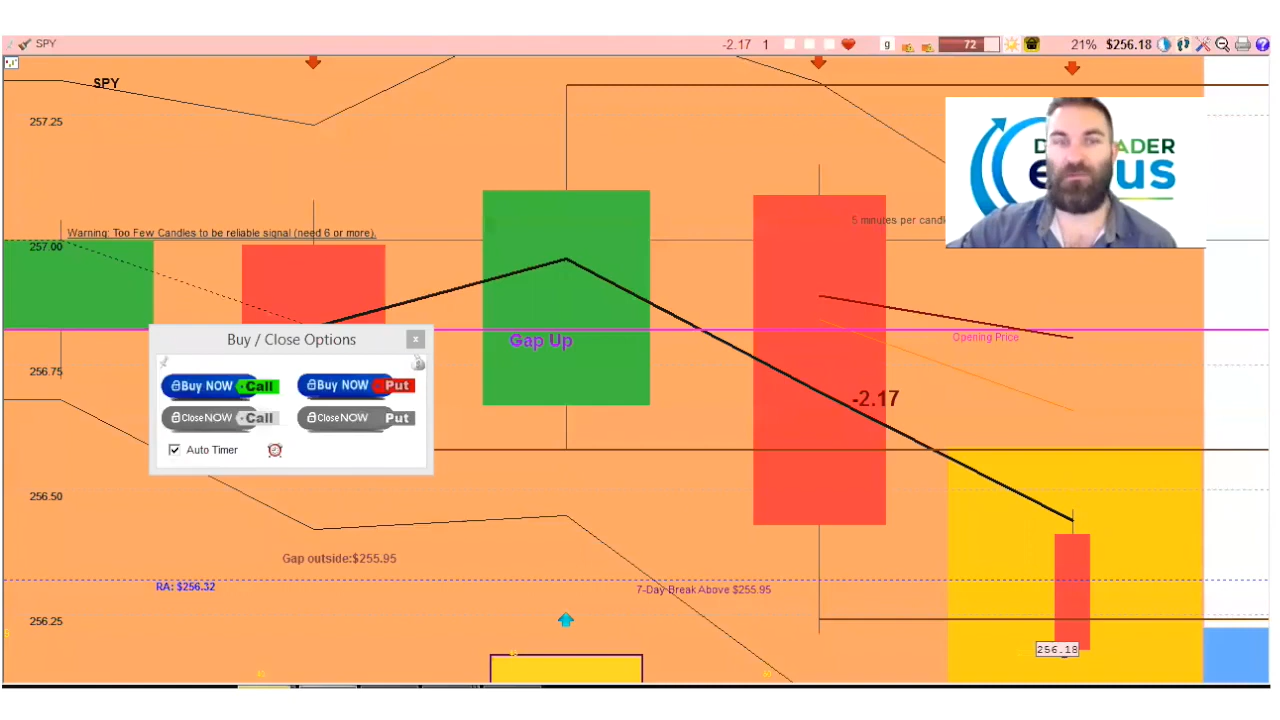 SPY
-2.17 1
g
72
21% $256.18
SPY
257.25
5 minutes per candl
Warning: Too Few Candles to be reliable signal (need 6 or more).
257.00
Opening Price
Gap Up
Buy / Close Options
x
256.75
Buy NOW Call
Buy NOW Put
-2.17
Close NOW Call
Close NOW Put
Auto Timer
256.50
Gap outside:$255.95
RA: $256.32
7-Day-Break Above $255.95
256.25
256.18